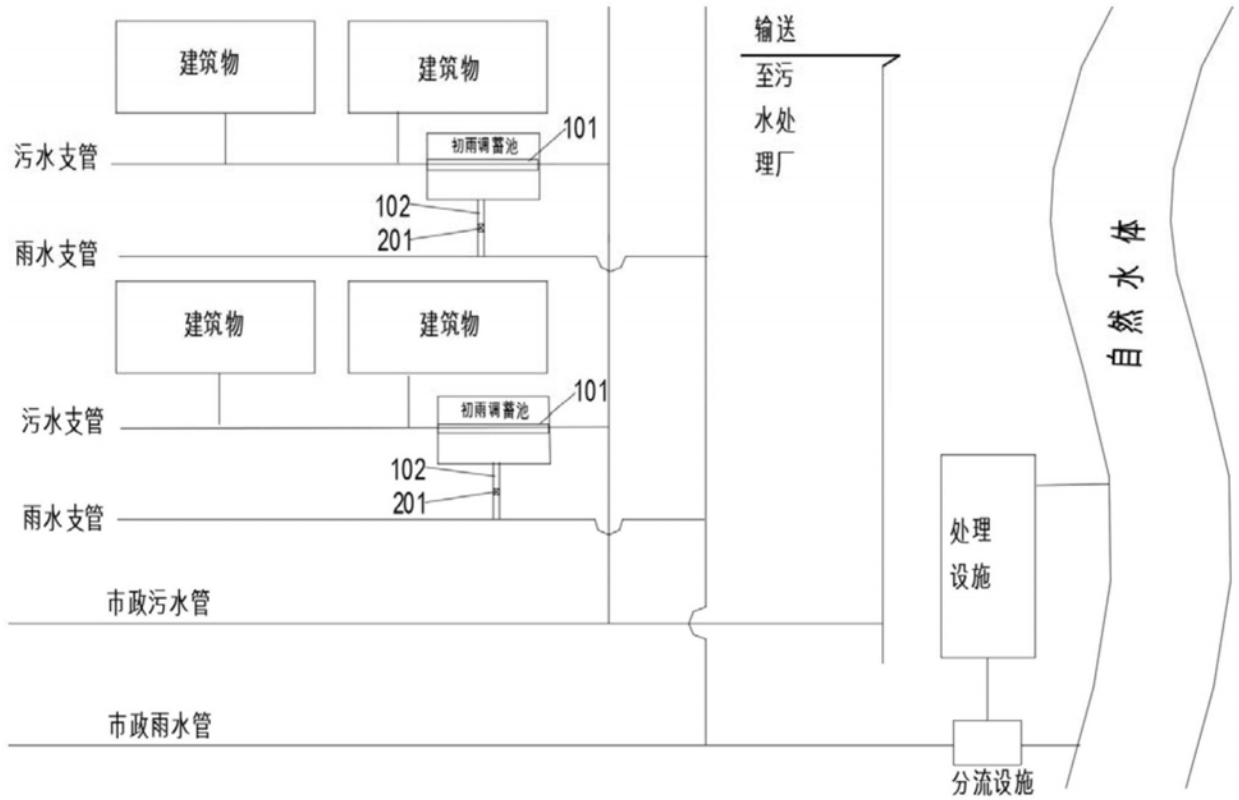 建筑物
建筑物
输送
至污
水处
理厂
污水支管
初雨调蓄池
101
102
201
雨水支管
建筑物
建筑物
自然水体
污水支管
初雨调蓄池
101
102
201
雨水支管
处理
设施
市政污水管
市政雨水管
分流设施